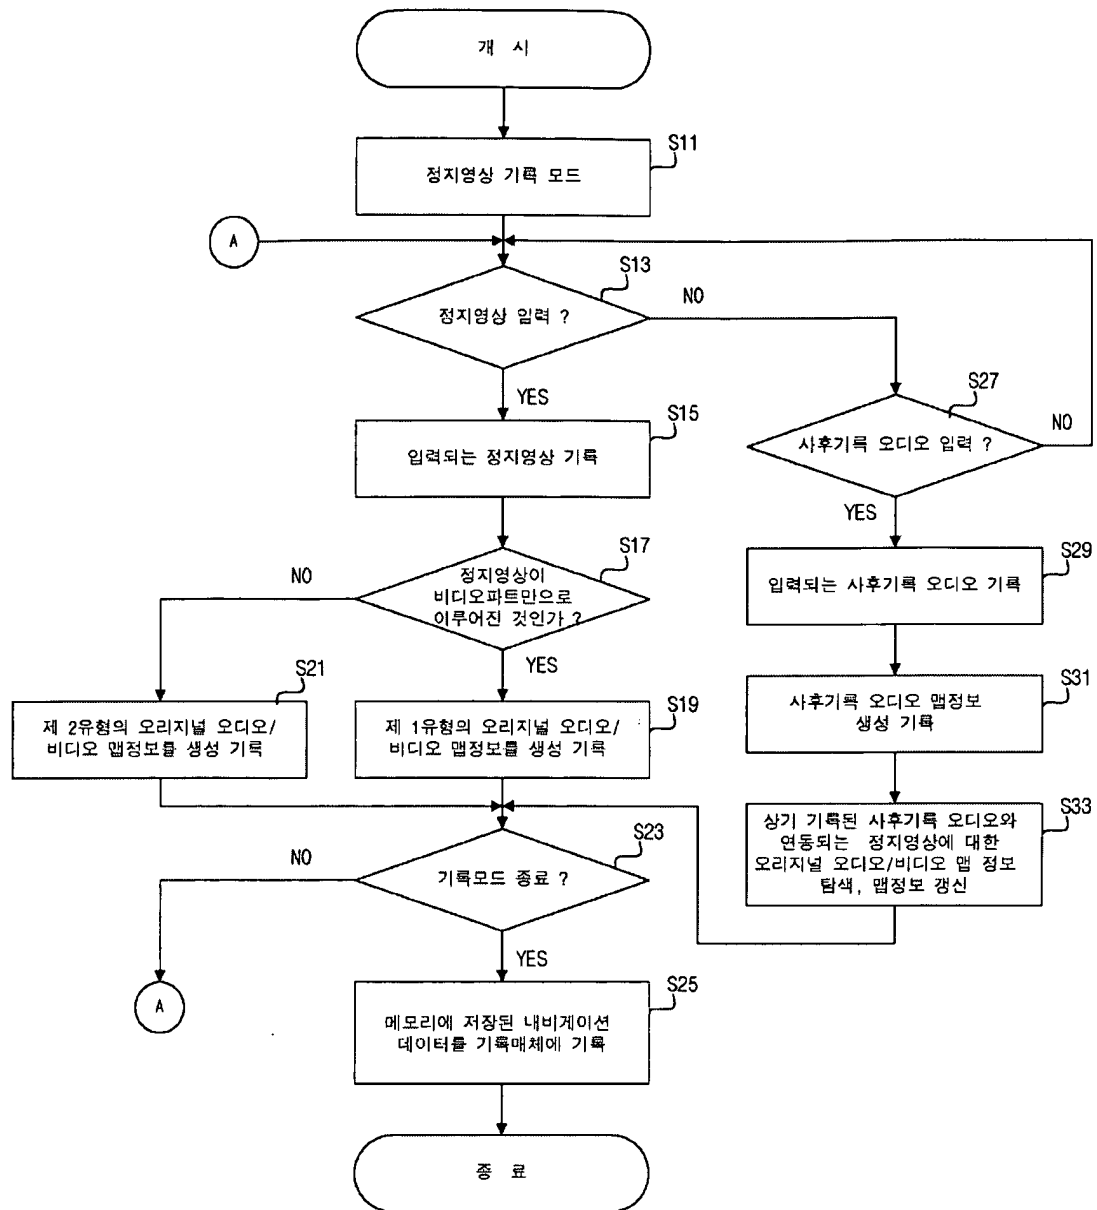 개 시
S11
정지영상 기록 모드
A
S13
정지영상 입력 ?
NO
YES
S27
사후기록 오디오 입력 ?
NO
YES
S15
입력되는 정지영상 기록
S17
정지영상이
비디오파트만으로
이루어진 것인가 ?
NO
YES
S29
입력되는 사후기록 오디오 기록
S21
제 2유형의 오리지널 오디오/
비디오 맵정보를 생성 기록
S19
제 1유형의 오리지널 오디오/
비디오 맵정보를 생성 기록
S31
사후기록 오디오 맵정보
생성 기록
S33
상기 기록된 사후기록 오디오와
연동되는 정지영상에 대한
오리지널 오디오/비디오 맵 정보
탐색, 맵정보 갱신
S23
기록모드 종료 ?
NO
YES
A
S25
메모리에 저장된 내비게이션
데이터를 기록매체에 기록
종 료